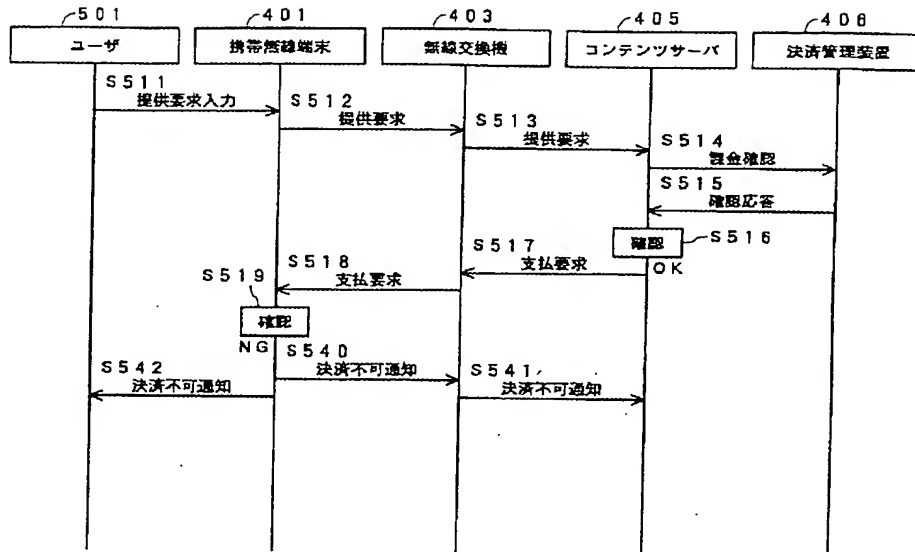 501
401
403
405
406
ユーザ
携帯無線端末
無線交換機
コンテンツサーバ
決済管理装置
S511
提供要求入力
S512
提供要求
S513
提供要求
S514
課金確認
S515
確認応答
確認
S516
OK
S517
支払要求
S518
支払要求
S519
確認
NG
S540
決済不可通知
S541
決済不可通知
S542
決済不可通知